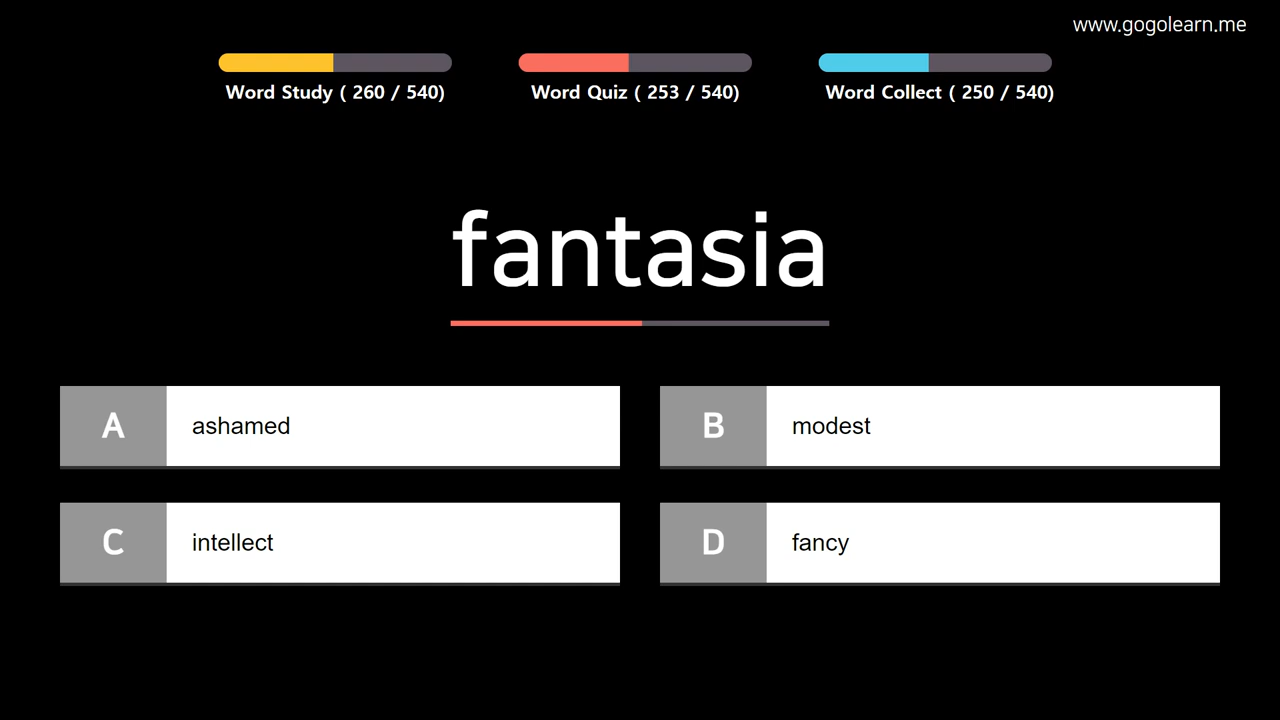 www.gogolearn.me
Word Study ( 260 / 540)
Word Quiz ( 253 / 540)
Word Collect ( 250 / 540)
fantasia
A
ashamed
B
modest
C
intellect
D
fancy